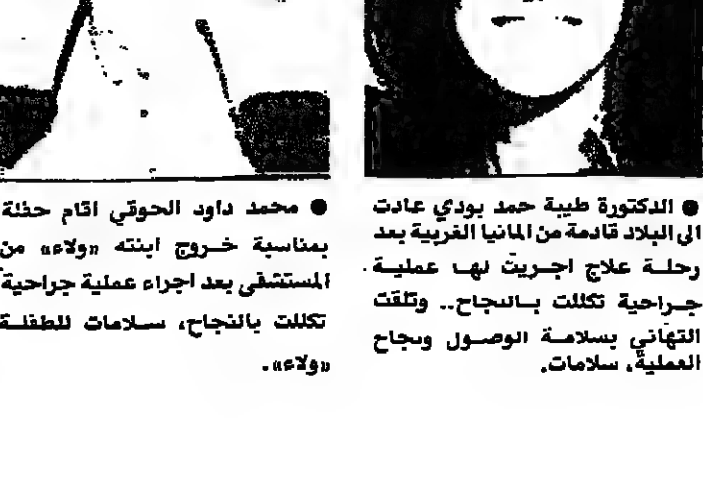 ● الدكتورة طيبة حمد بودي عادت
الى البلاد قادمة من المانيا الغربية بعد
رحلة علاج اجريت لها عملية
جراحية تكللت بالنجاح.. وتلقت
التهاني بسلامة الوصول ونجاح
العملية، سلامات.
● محمد داود الحوقي اقام حفلة
بمناسبة خروج ابنته «ولاء» من
المستشفى بعد اجراء عملية جراحية
تكللت بالنجاح، سلامات للطفلة
«ولاء».